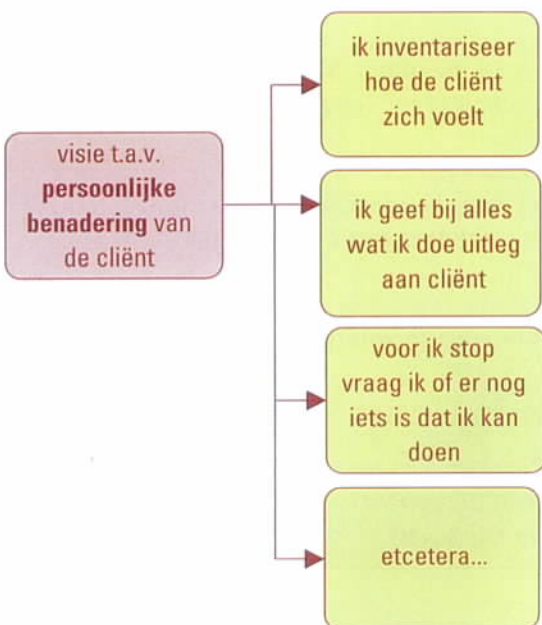 visie t.a.v.
persoonlijke
benadering van
de cliënt
ik inventariseer
hoe de cliënt
zich voelt
ik geef bij alles
wat ik doe uitleg
aan cliënt
voor ik stop
vraag ik of er nog
iets is dat ik kan
doen
etcetera...